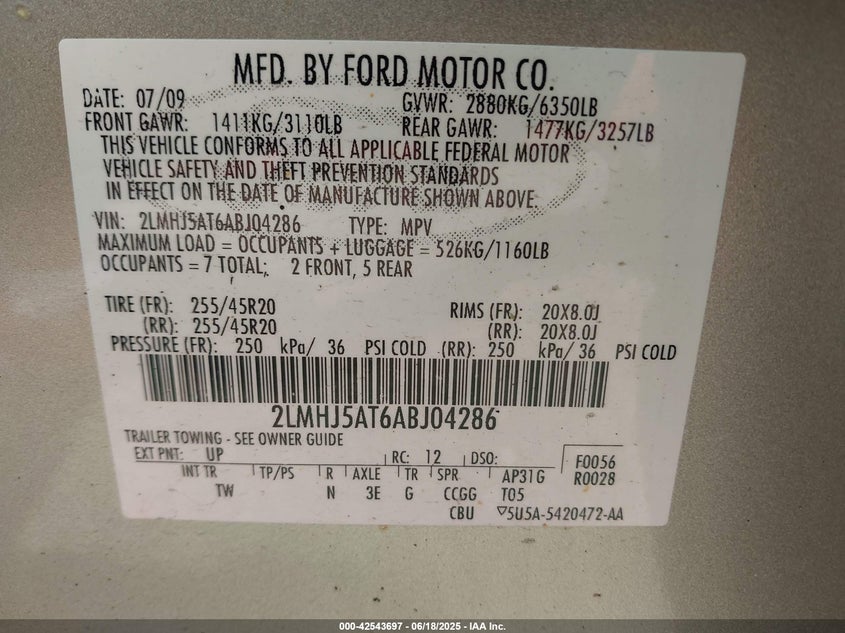 MFD. BY FORD MOTOR CO.
DATE: 07/09 GVWR: 2880KG/6350LB
FRONT GAWR: 1411KG/3110LB REAR GAWR: 1477KG/3257LB
THIS VEHICLE CONFORMS TO ALL APPLICABLE FEDERAL MOTOR
VEHICLE SAFETY AND THEFT PREVENTION STANDARDS
IN EFFECT ON THE DATE OF MANUFACTURE SHOWN ABOVE.
VIN: 2LMHJ5AT6ABJ04286 TYPE: MPV
MAXIMUM LOAD = OCCUPANTS + LUGGAGE = 526KG/1160LB
OCCUPANTS = 7 TOTAL; 2 FRONT, 5 REAR
TIRE (FR): 255/45R20 RIMS (FR): 20X8.0J
(RR): 255/45R20 (RR): 20X8.0J
PRESSURE (FR): 250 kPa/ 36 PSI COLD (RR): 250 kPa/ 36 PSI COLD
2LMHJ5AT6ABJ04286
TRAILER TOWING - SEE OWNER GUIDE
EXT PNT: UP RC: 12 DSO: F0056
INT TR TP/PS R AXLE TR SPR AP31G R0028
TW N 3E G CCGG T05
CBU ▽5U5A-5420472-AA
000-42543697 - 06/18/2025 - IAA Inc.